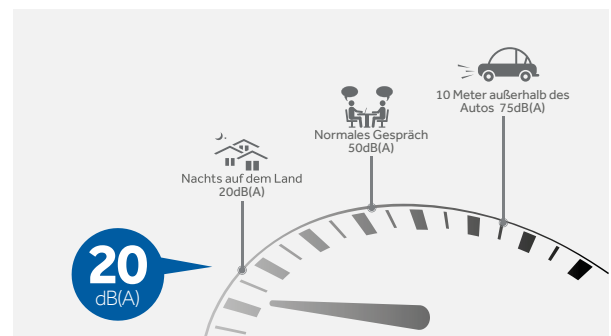 10 Meter außerhalb des
Autos 75dB(A)
Normales Gespräch
50dB(A)
Nachts auf dem Land
20dB(A)
20
dB(A)